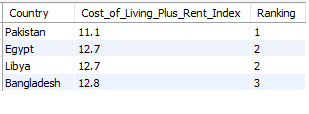 Country Cost_of_Living_Plus_Rent_Index Ranking
Pakistan 11.1 1
Egypt 12.7 2
Libya 12.7 2
Bangladesh 12.8 3